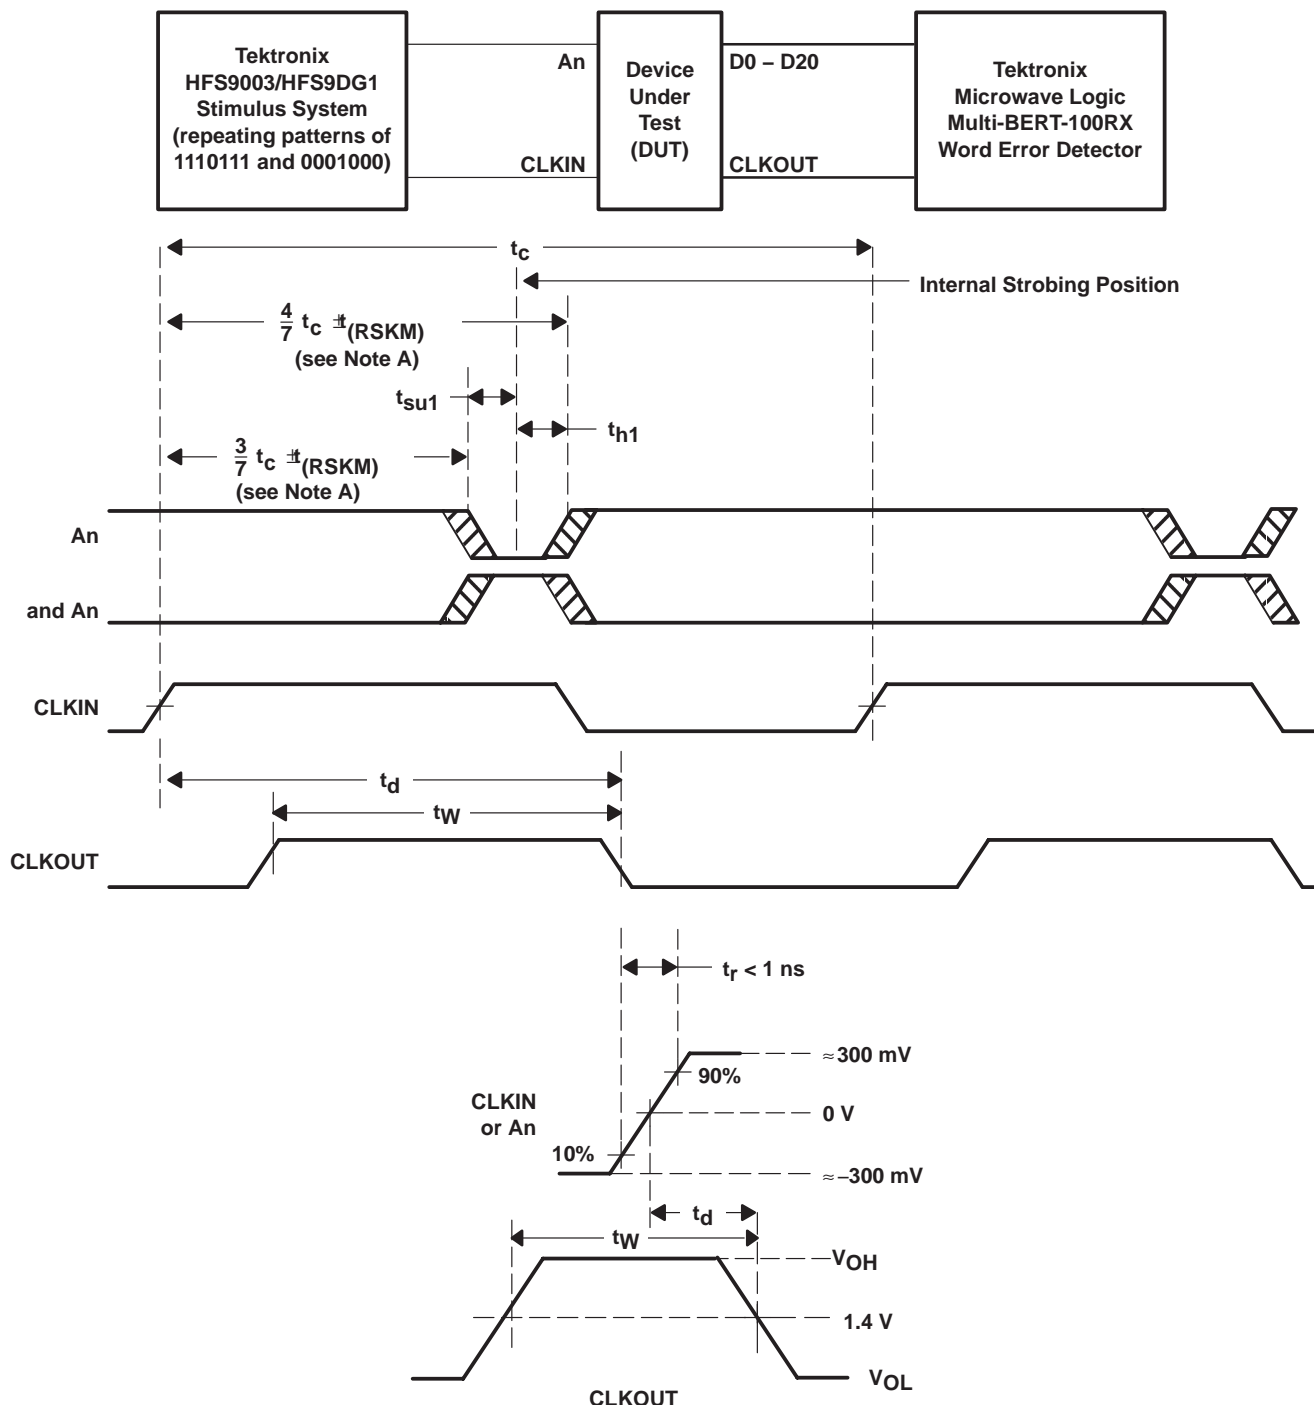 Tektronix
HFS9003/HFS9DG1
Stimulus System
(repeating patterns of
1110111 and 0001000)
An
CLKIN
Device
Under
Test
(DUT)
D0 – D20
CLKOUT
Tektronix
Microwave Logic
Multi-BERT-100RX
Word Error Detector
tc
Internal Strobing Position
4/7 tc ±t(RSKM)
(see Note A)
tsu1
th1
3/7 tc ±t(RSKM)
(see Note A)
An
and An
CLKIN
td
tW
CLKOUT
tr < 1 ns
≈300 mV
90%
CLKIN
or An
0 V
10%
≈–300 mV
td
tW
VOH
1.4 V
VOL
CLKOUT